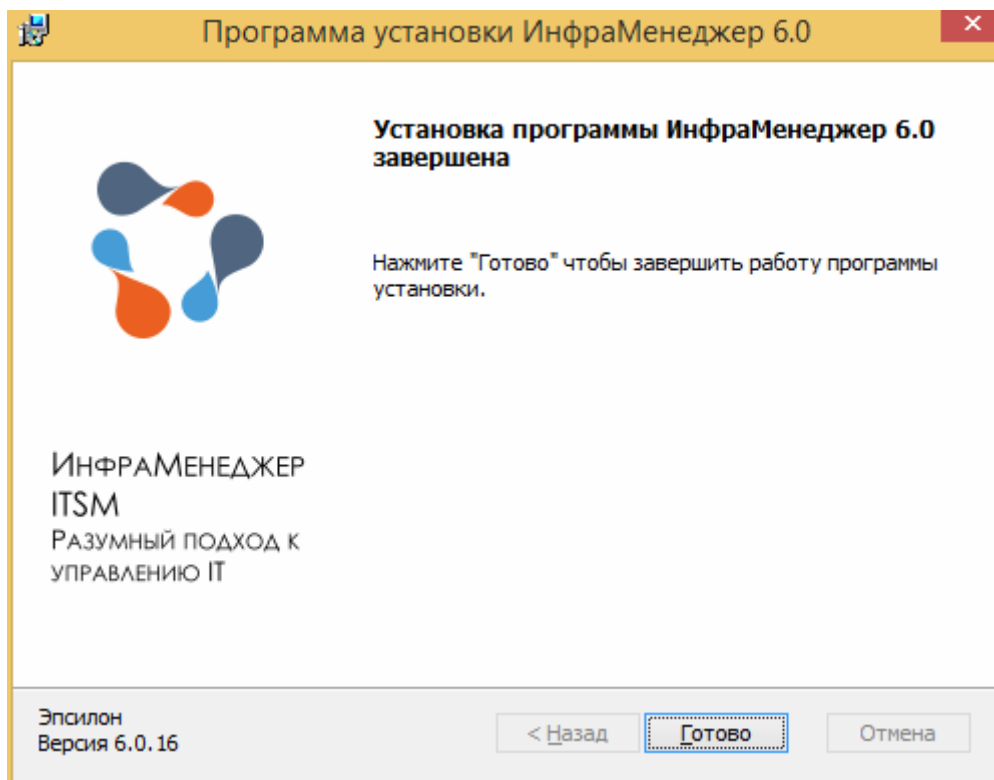 Программа установки ИнфраМенеджер 6.0
Установка программы ИнфраМенеджер 6.0
завершена
Нажмите "Готово" чтобы завершить работу программы
установки.
ИнфраМенеджер
ITSM
Разумный подход к
управлению IT
Эпсилон
Версия 6.0.16
< Назад
Готово
Отмена